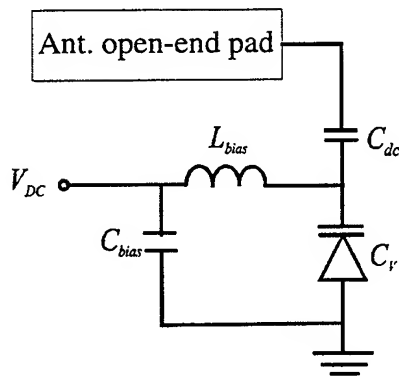 Ant. open-end pad
L_bias
C_dc
V_DC
C_bias
C_V